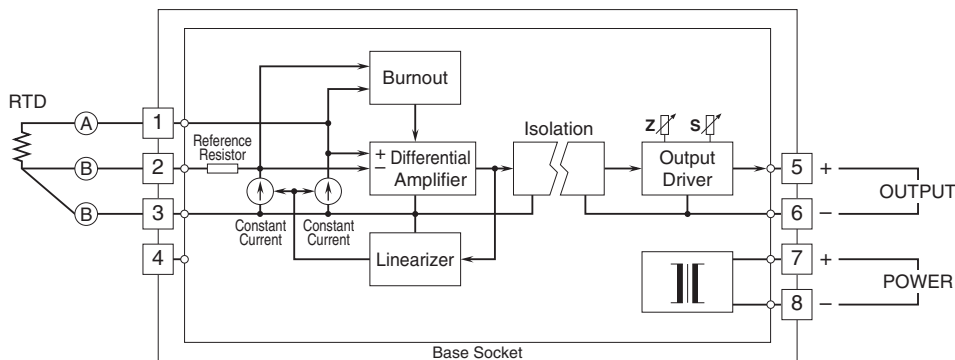 RTD
A
B
B
1
2
3
4
Reference
Resistor
Burnout
+
−
Differential
Amplifier
Constant
Current
Constant
Current
Linearizer
Isolation
Z
S
Output
Driver
5
+
6
−
OUTPUT
7
+
8
−
POWER
Base Socket